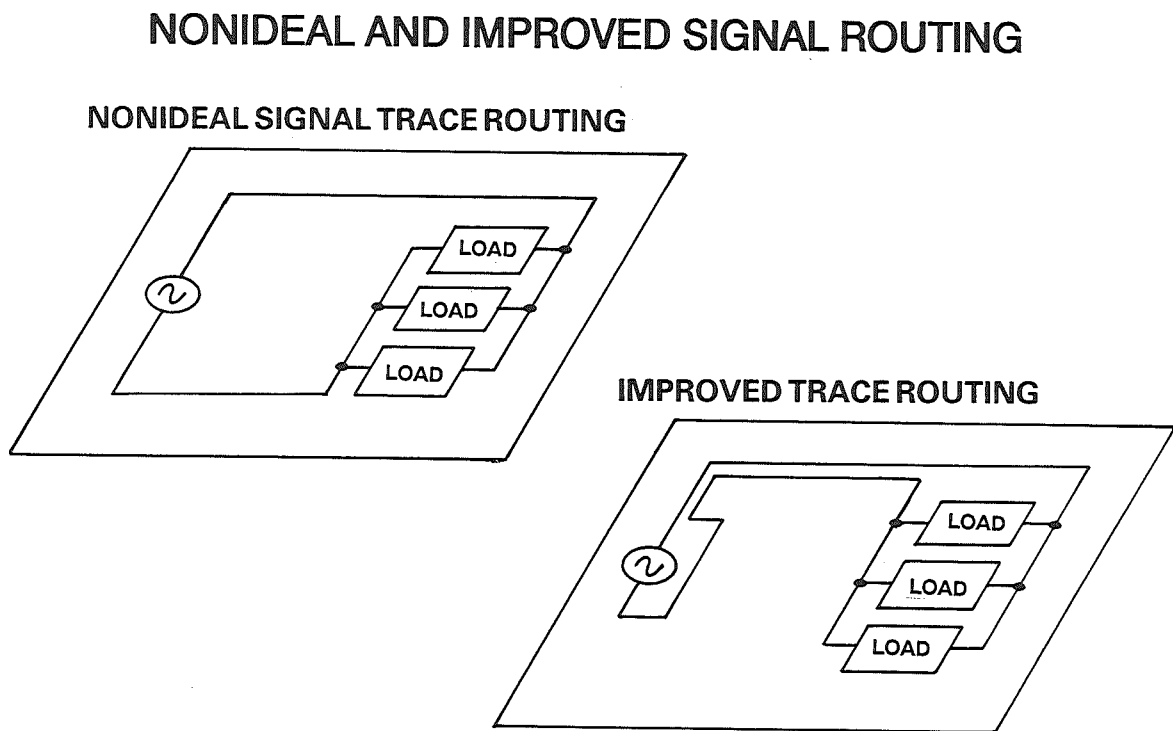 NONIDEAL AND IMPROVED SIGNAL ROUTING
NONIDEAL SIGNAL TRACE ROUTING
LOAD
LOAD
LOAD
IMPROVED TRACE ROUTING
LOAD
LOAD
LOAD